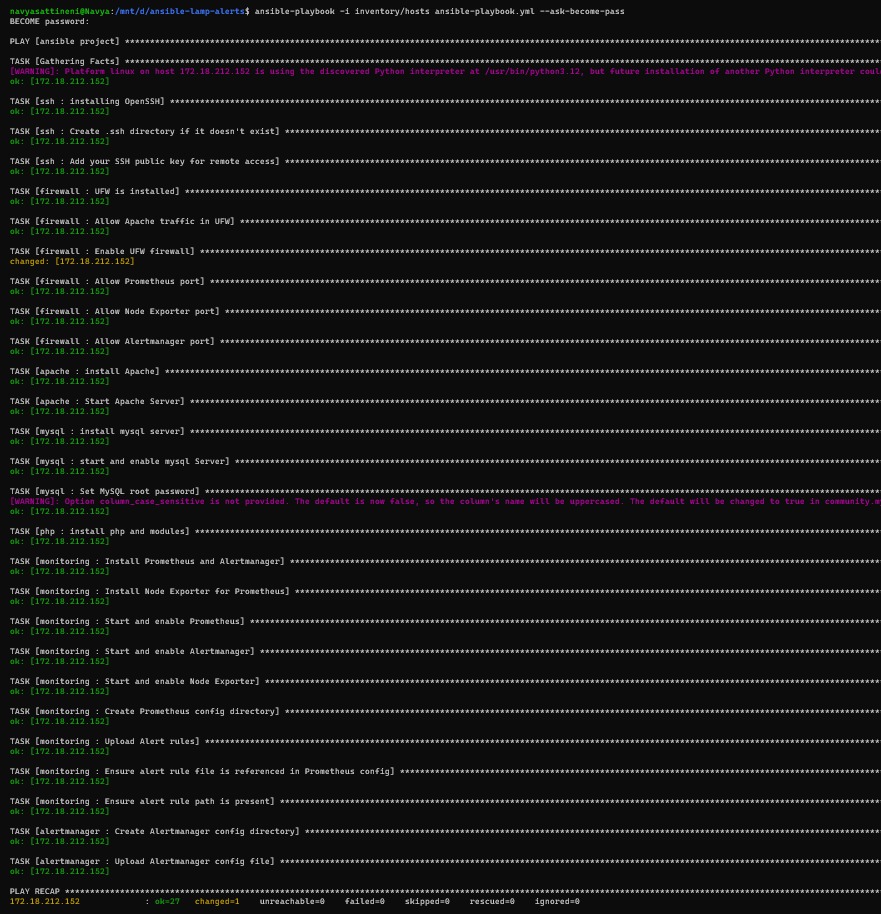 navyasattineni@Navya:/mnt/d/ansible-lamp-alerts$ ansible-playbook -i inventory/hosts ansible-playbook.yml --ask-become-pass
BECOME password:
PLAY [ansible project] ****************************************************************************************************************************************************
TASK [Gathering Facts] ****************************************************************************************************************************************************
[WARNING]: Platform linux on host 172.18.212.152 is using the discovered Python interpreter at /usr/bin/python3.12, but future installation of another Python interpreter coul
ok: [172.18.212.152]
TASK [ssh : installing OpenSSH] *******************************************************************************************************************************************
ok: [172.18.212.152]
TASK [ssh : Create .ssh directory if it doesn't exist] ********************************************************************************************************************
ok: [172.18.212.152]
TASK [ssh : Add your SSH public key for remote access] ********************************************************************************************************************
ok: [172.18.212.152]
TASK [firewall : UFW is installed] ****************************************************************************************************************************************
ok: [172.18.212.152]
TASK [firewall : Allow Apache traffic in UFW] *****************************************************************************************************************************
ok: [172.18.212.152]
TASK [firewall : Enable UFW firewall] *************************************************************************************************************************************
changed: [172.18.212.152]
TASK [firewall : Allow Prometheus port] ***********************************************************************************************************************************
ok: [172.18.212.152]
TASK [firewall : Allow Node Exporter port] ********************************************************************************************************************************
ok: [172.18.212.152]
TASK [firewall : Allow Alertmanager port] *********************************************************************************************************************************
ok: [172.18.212.152]
TASK [apache : install Apache] ********************************************************************************************************************************************
ok: [172.18.212.152]
TASK [apache : Start Apache Server] ***************************************************************************************************************************************
ok: [172.18.212.152]
TASK [mysql : install mysql server] ***************************************************************************************************************************************
ok: [172.18.212.152]
TASK [mysql : start and enable mysql Server] ******************************************************************************************************************************
ok: [172.18.212.152]
TASK [mysql : Set MySQL root password] ************************************************************************************************************************************
[WARNING]: Option column_case_sensitive is not provided. The default is now false, so the column's name will be uppercased. The default will be changed to true in community.m
ok: [172.18.212.152]
TASK [php : install php and modules] **************************************************************************************************************************************
ok: [172.18.212.152]
TASK [monitoring : Install Prometheus and Alertmanager] *******************************************************************************************************************
ok: [172.18.212.152]
TASK [monitoring : Install Node Exporter for Prometheus] ******************************************************************************************************************
ok: [172.18.212.152]
TASK [monitoring : Start and enable Prometheus] ***************************************************************************************************************************
ok: [172.18.212.152]
TASK [monitoring : Start and enable Alertmanager] *************************************************************************************************************************
ok: [172.18.212.152]
TASK [monitoring : Start and enable Node Exporter] ************************************************************************************************************************
ok: [172.18.212.152]
TASK [monitoring : Create Prometheus config directory] ********************************************************************************************************************
ok: [172.18.212.152]
TASK [monitoring : Upload Alert rules] ************************************************************************************************************************************
ok: [172.18.212.152]
TASK [monitoring : Ensure alert rule file is referenced in Prometheus config] *********************************************************************************************
ok: [172.18.212.152]
TASK [monitoring : Ensure alert rule path is present] *********************************************************************************************************************
ok: [172.18.212.152]
TASK [alertmanager : Create Alertmanager config directory] ****************************************************************************************************************
ok: [172.18.212.152]
TASK [alertmanager : Upload Alertmanager config file] *********************************************************************************************************************
ok: [172.18.212.152]
PLAY RECAP ****************************************************************************************************************************************************************
172.18.212.152 : ok=27 changed=1 unreachable=0 failed=0 skipped=0 rescued=0 ignored=0